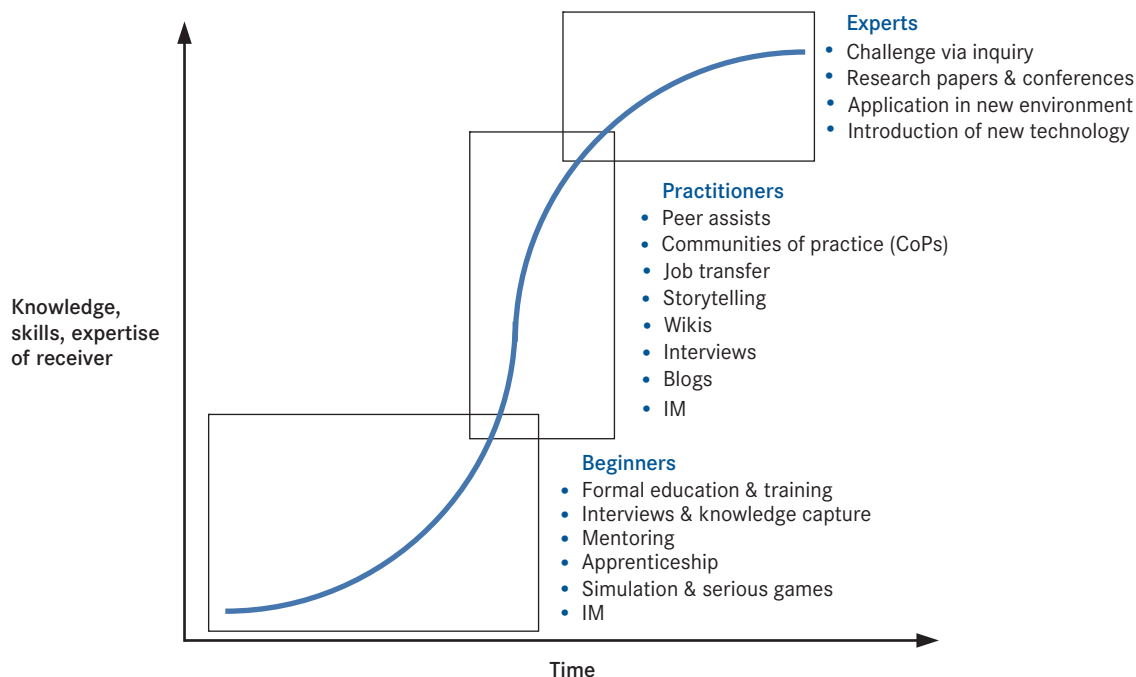 Experts
• Challenge via inquiry
• Research papers & conferences
• Application in new environment
• Introduction of new technology
Practitioners
• Peer assists
• Communities of practice (CoPs)
• Job transfer
• Storytelling
• Wikis
• Interviews
• Blogs
• IM
Knowledge,
skills, expertise
of receiver
Beginners
• Formal education & training
• Interviews & knowledge capture
• Mentoring
• Apprenticeship
• Simulation & serious games
• IM
Time